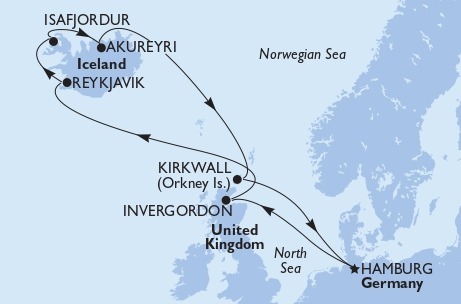 ISAFJORDUR
AKUREYRI
Iceland
REYKJAVIK
Norwegian Sea
KIRKWALL
(Orkney Is.)
INVERGORDON
United
Kingdom
North
Sea
HAMBURG
Germany